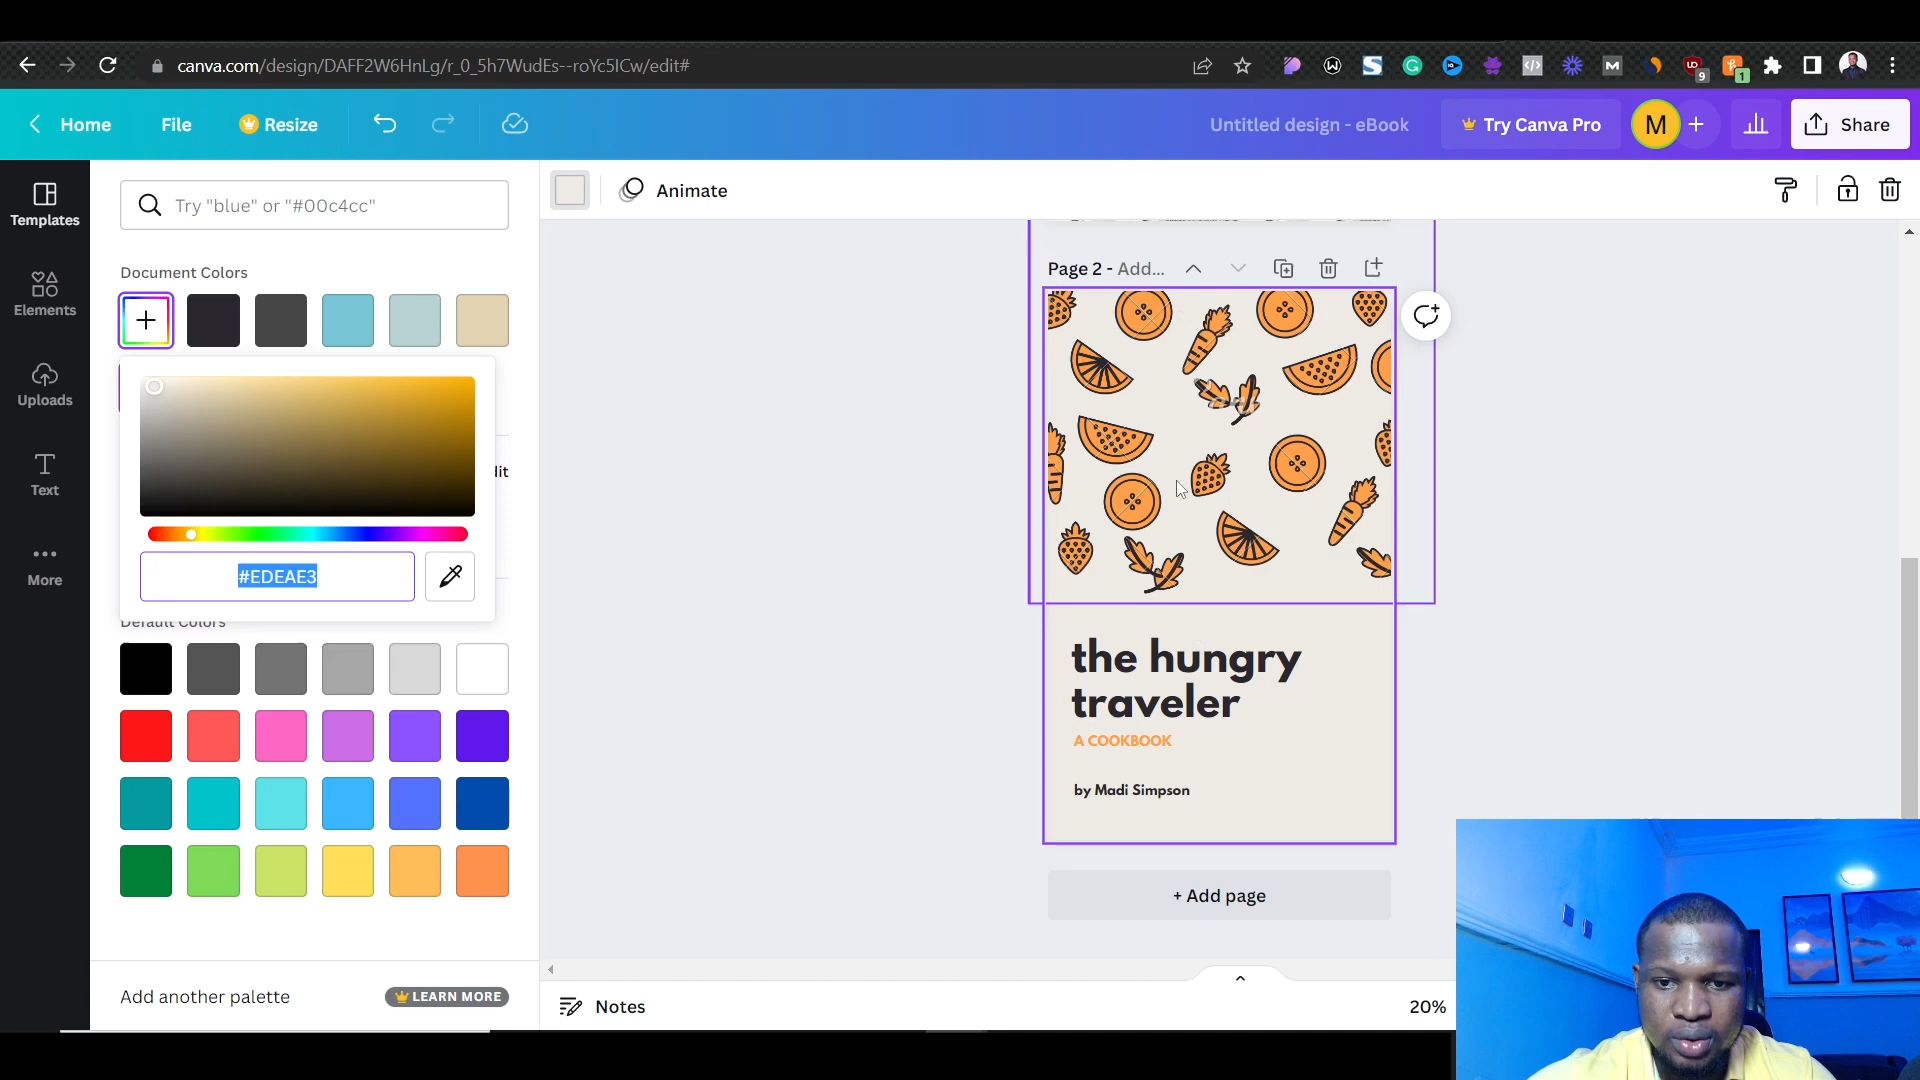 canva.com/design/DAFF2W6HnLg/r_0_5h7WudEs--roYc5ICw/edit#
9
1
Home
File
Resize
Untitled design - eBook
Try Canva Pro
M
Share
Templates
Elements
Uploads
Text
More
Try "blue" or "#00c4cc"
Animate
Document Colors
#EDEAE3
Default Colors
Add another palette
LEARN MORE
Page 2 - Add...
the hungry
traveler
A COOKBOOK
by Madi Simpson
+ Add page
Notes
20%